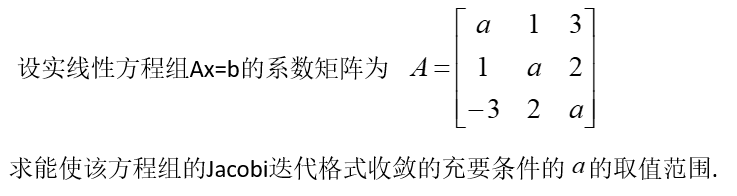 设实线性方程组Ax=b的系数矩阵为 A = [a 1 3
1 a 2
-3 2 a]
求能使该方程组的Jacobi迭代格式收敛的充要条件的 a 的取值范围.